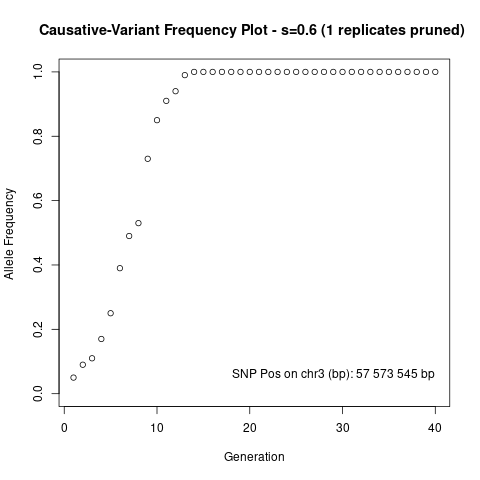 Causative-Variant Frequency Plot - s=0.6 (1 replicates pruned)
Allele Frequency
1.0
0.8
0.6
0.4
0.2
0.0
SNP Pos on chr3 (bp): 57 573 545 bp
0 10 20 30 40
Generation